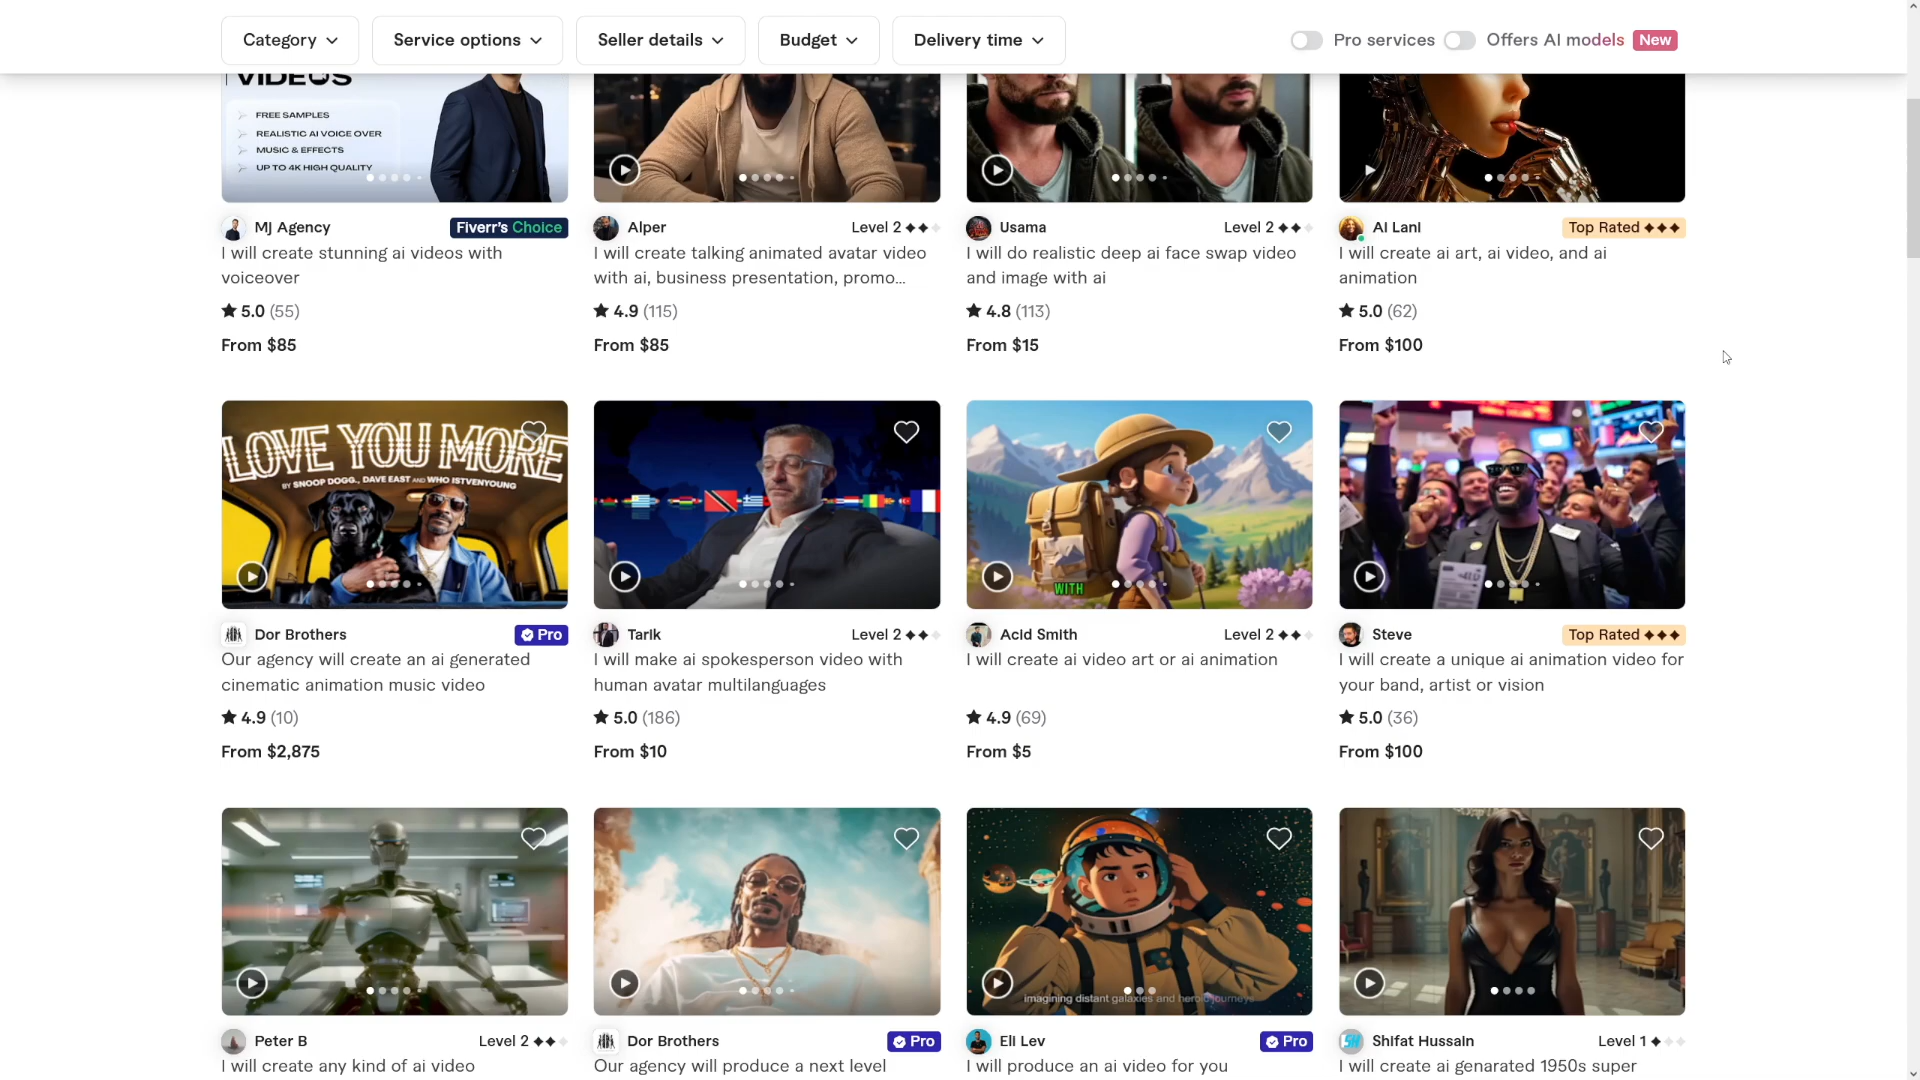 Category
Service options
Seller details
Budget
Delivery time
Pro services
Offers AI models
New
VIDEOS
FREE SAMPLES
REALISTIC AI VOICE OVER
MUSIC & EFFECTS
UP TO 4K HIGH QUALITY
MJ Agency
Fiverr's Choice
I will create stunning ai videos with
voiceover
5.0 (55)
From $85
Alper
Level 2
I will create talking animated avatar video
with ai, business presentation, promo...
4.9 (115)
From $85
Usama
Level 2
I will do realistic deep ai face swap video
and image with ai
4.8 (113)
From $15
AI Lani
Top Rated
I will create ai art, ai video, and ai
animation
5.0 (62)
From $100
LOVE YOU MORE
BY SNOOP DOGG., DAVE EAST AND WHO ISTVENYOUNG
Dor Brothers
Pro
Our agency will create an ai generated
cinematic animation music video
4.9 (10)
From $2,875
Tarik
Level 2
I will make ai spokesperson video with
human avatar multilanguages
5.0 (186)
From $10
WITH
Acid Smith
Level 2
I will create ai video art or ai animation
4.9 (69)
From $5
Steve
Top Rated
I will create a unique ai animation video for
your band, artist or vision
5.0 (36)
From $100
Peter B
Level 2
I will create any kind of ai video
Dor Brothers
Pro
Our agency will produce a next level
imagining distant galaxies and heroic journeys
Eli Lev
Pro
I will produce an ai video for you
SH
Shifat Hussain
Level 1
I will create ai genarated 1950s super